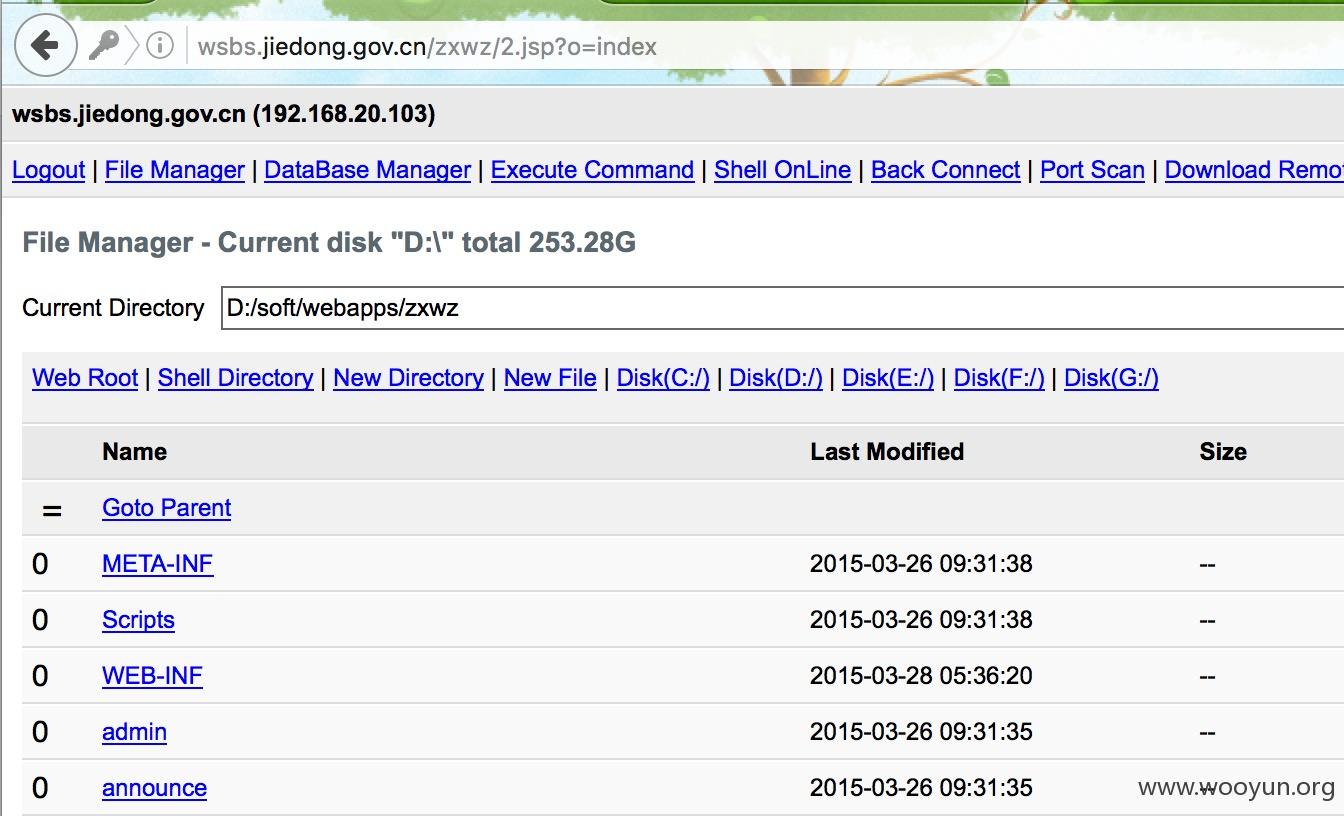 wsbs.jiedong.gov.cn/zxwz/2.jsp?o=index
wsbs.jiedong.gov.cn (192.168.20.103)
Logout | File Manager | DataBase Manager | Execute Command | Shell OnLine | Back Connect | Port Scan | Download Remo
File Manager - Current disk "D:\" total 253.28G
Current Directory D:/soft/webapps/zxwz
Web Root | Shell Directory | New Directory | New File | Disk(C:/) | Disk(D:/) | Disk(E:/) | Disk(F:/) | Disk(G:/)
Name Last Modified Size
= Goto Parent
0 META-INF 2015-03-26 09:31:38 --
0 Scripts 2015-03-26 09:31:38 --
0 WEB-INF 2015-03-28 05:36:20 --
0 admin 2015-03-26 09:31:35 --
0 announce 2015-03-26 09:31:35 --
www.wooyun.org